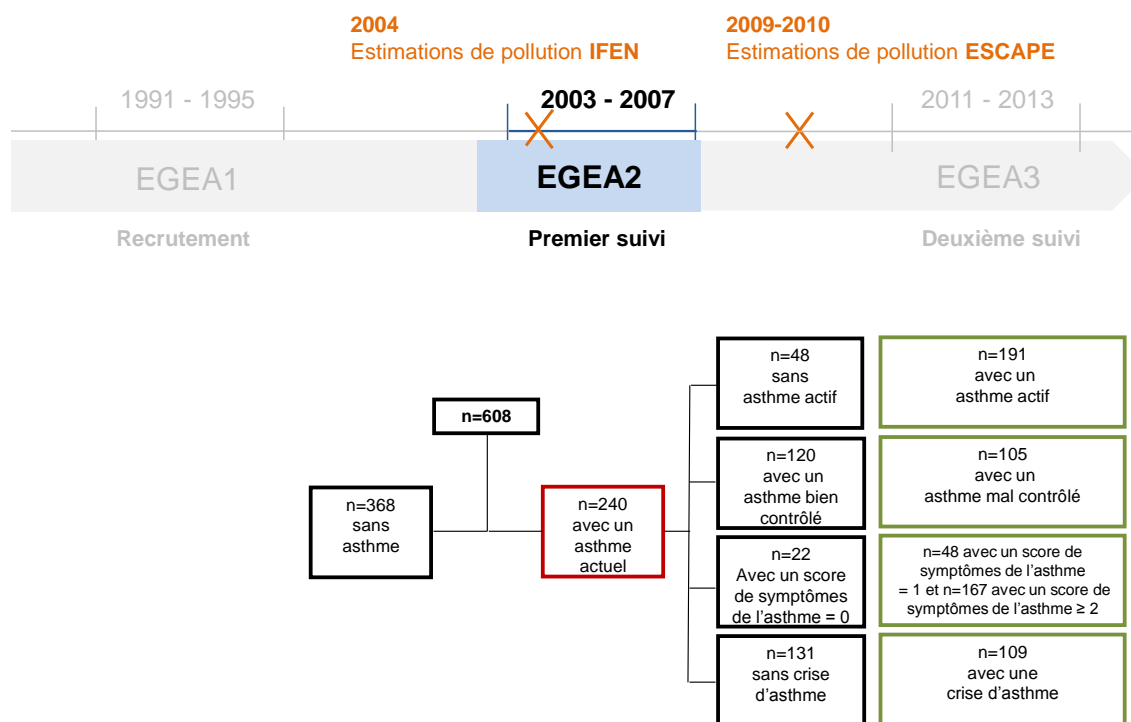 2004
Estimations de pollution IFEN
2009-2010
Estimations de pollution ESCAPE
1991 - 1995
2003 - 2007
2011 - 2013
EGEA1
EGEA2
EGEA3
Recrutement
Premier suivi
Deuxième suivi
n=608
n=368
sans
asthme
n=240
avec un
asthme
actuel
n=48
sans
asthme actif
n=191
avec un
asthme actif
n=120
avec un
asthme bien
contrôlé
n=105
avec un
asthme mal contrôlé
n=22
Avec un score
de symptômes
de l'asthme = 0
n=48 avec un score de
symptômes de l'asthme
= 1 et n=167 avec un score de
symptômes de l'asthme ≥ 2
n=131
sans crise
d'asthme
n=109
avec une
crise d'asthme